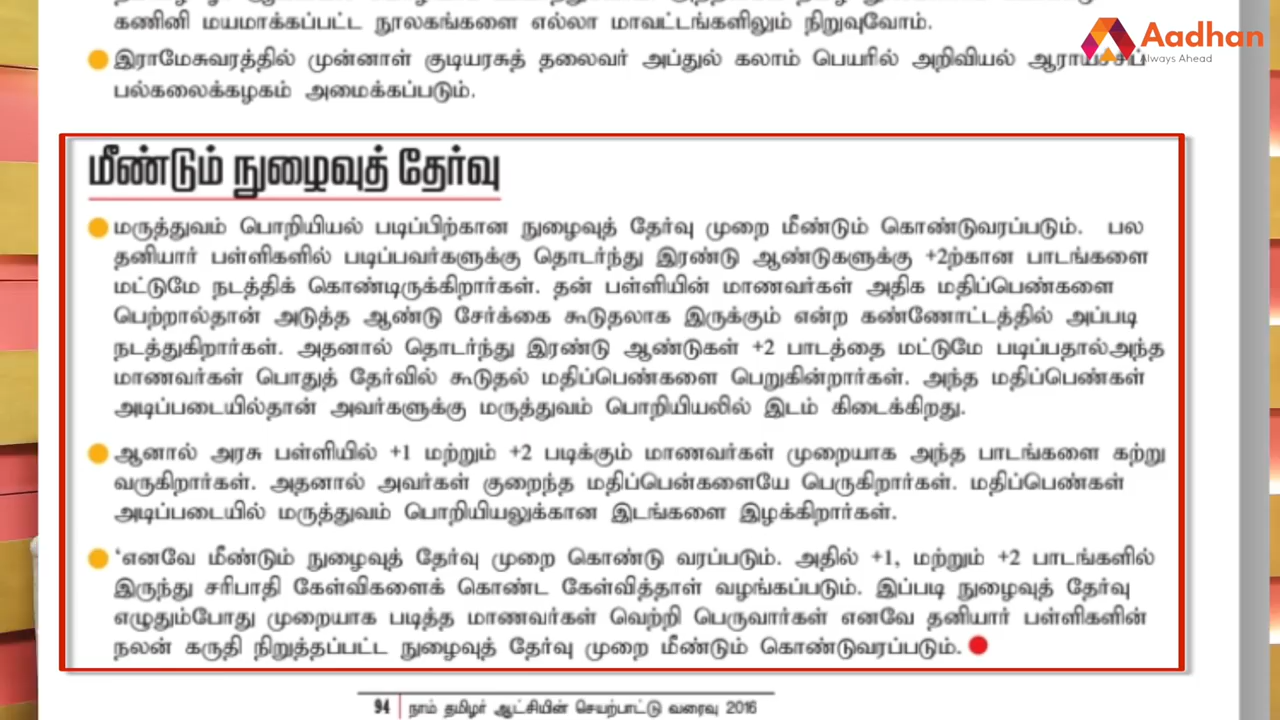 கணினி மயமாக்கப்பட்ட நூலகங்களை எல்லா மாவட்டங்களிலும் நிறுவுவோம்.
Aadhan
Always Ahead
இராமேசுவரத்தில் முன்னாள் குடியரசுத் தலைவர் அப்துல் கலாம் பெயரில் அறிவியல்
பல்கலைக்கழகம் அமைக்கப்படும்.
மீண்டும் நுழைவுத் தேர்வு
மருத்துவம் பொறியியல் படிப்பிற்கான நுழைவுத் தேர்வு முறை மீண்டும் கொண்டுவரப்படும். பல
தனியார் பள்ளிகளில் படிப்பவர்களுக்கு தொடர்ந்து இரண்டு ஆண்டுகளுக்கு +2ற்கான பாடங்களை
மட்டுமே நடத்திக் கொண்டிருக்கிறார்கள். தன் பள்ளியின் மாணவர்கள் அதிக மதிப்பெண்களை
பெற்றால்தான் அடுத்த ஆண்டு சேர்க்கை கூடுதலாக இருக்கும் என்ற கண்ணோட்டத்தில் அப்படி
நடத்துகிறார்கள். அதனால் தொடர்ந்து இரண்டு ஆண்டுகள் +2 பாடத்தை மட்டுமே படிப்பதால்அந்த
மாணவர்கள் பொதுத் தேர்வில் கூடுதல் மதிப்பெண்களை பெறுகின்றார்கள். அந்த மதிப்பெண்கள்
அடிப்படையில்தான் அவர்களுக்கு மருத்துவம் பொறியியலில் இடம் கிடைக்கிறது.
ஆனால் அரசு பள்ளியில் +1 மற்றும் +2 படிக்கும் மாணவர்கள் முறையாக அந்த பாடங்களை கற்று
வருகிறார்கள். அதனால் அவர்கள் குறைந்த மதிப்பென்களையே பெருகிறார்கள். மதிப்பெண்கள்
அடிப்படையில் மருத்துவம் பொறியியலுக்கான இடங்களை இழக்கிறார்கள்.
‘எனவே மீண்டும் நுழைவுத் தேர்வு முறை கொண்டு வரப்படும். அதில் +1, மற்றும் +2 பாடங்களில்
இருந்து சரிபாதி கேள்விகளைக் கொண்ட கேள்வித்தாள் வழங்கப்படும். இப்படி நுழைவுத் தேர்வு
எழுதும்போது முறையாக படித்த மாணவர்கள் வெற்றி பெருவார்கள் எனவே தனியார் பள்ளிகளின்
நலன் கருதி நிறுத்தப்பட்ட நுழைவுத் தேர்வு முறை மீண்டும் கொண்டுவரப்படும்.
94 நாம் தமிழர் ஆட்சியின் செயற்பாட்டு வரைவு 2016